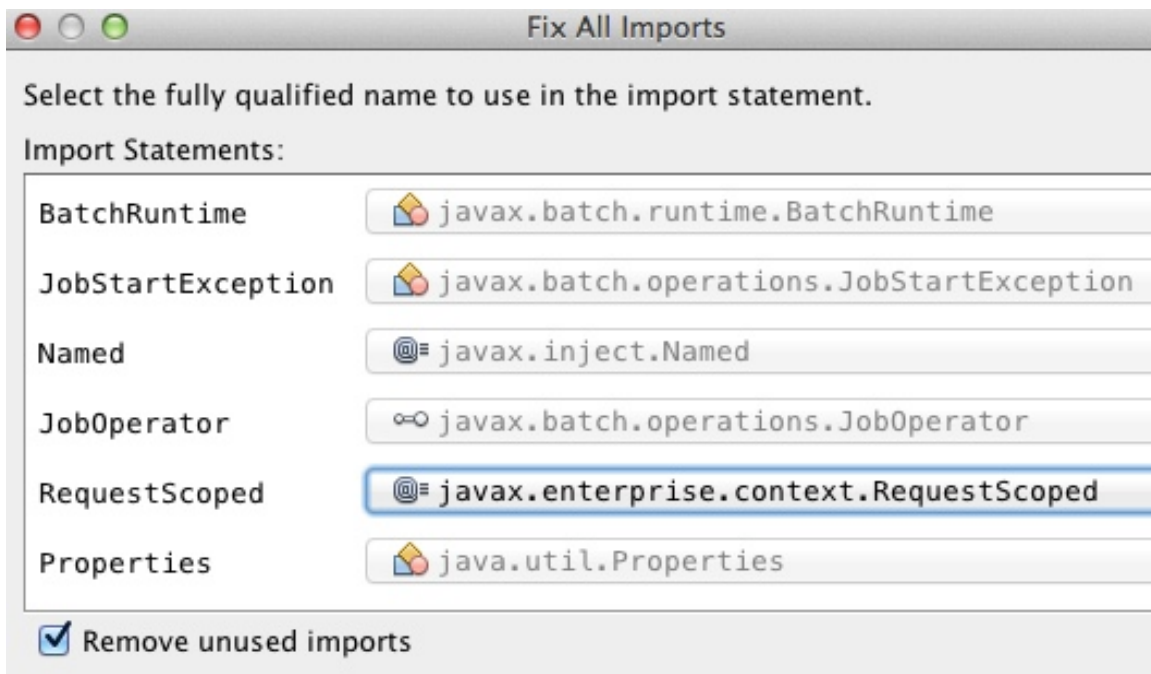 Fix All Imports
Select the fully qualified name to use in the import statement.
Import Statements:
BatchRuntime javax.batch.runtime.BatchRuntime
JobStartException javax.batch.operations.JobStartException
Named javax.inject.Named
JobOperator javax.batch.operations.JobOperator
RequestScoped javax.enterprise.context.RequestScoped
Properties java.util.Properties
Remove unused imports